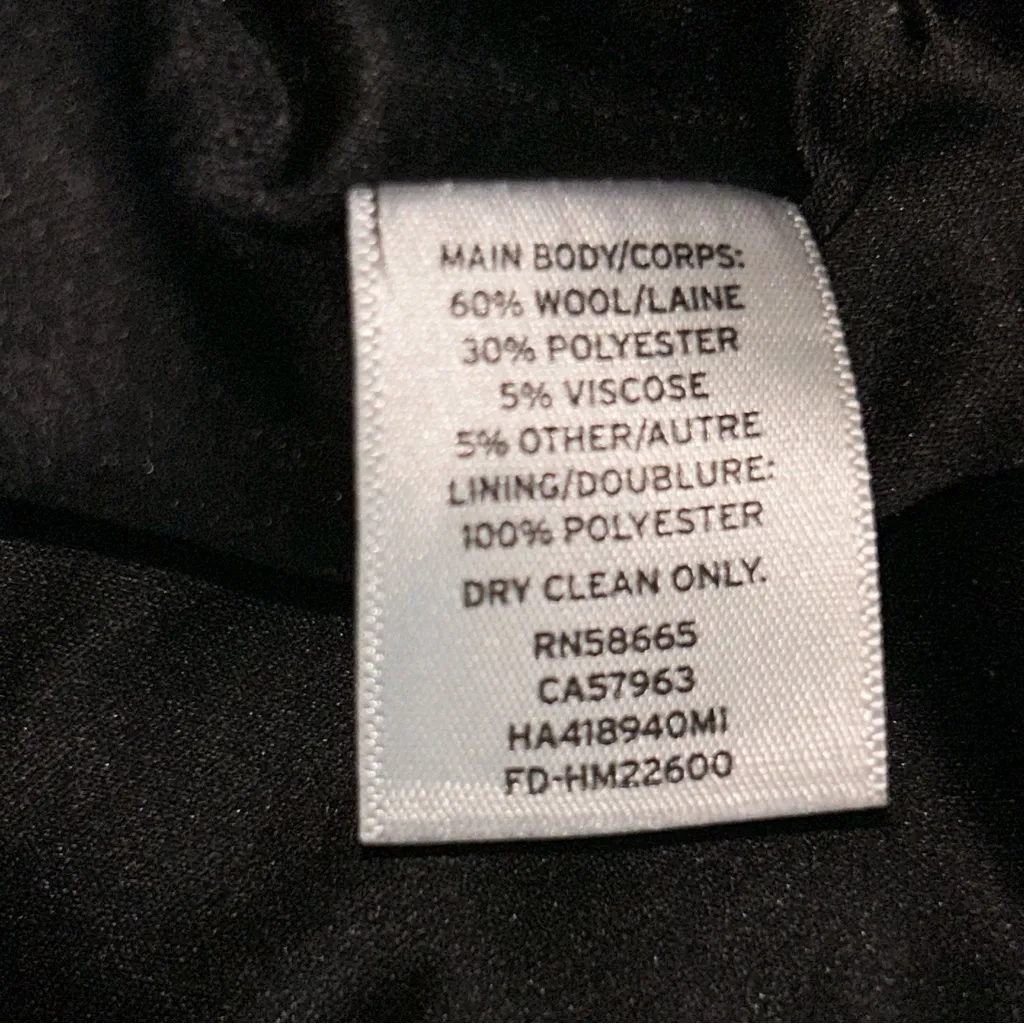 MAIN BODY/CORPS:
60% WOOL/LAINE
30% POLYESTER
5% VISCOSE
5% OTHER/AUTRE
LINING/DOUBLURE:
100% POLYESTER
DRY CLEAN ONLY.
RN58665
CA57963
HA418940MI
FD-HM22600